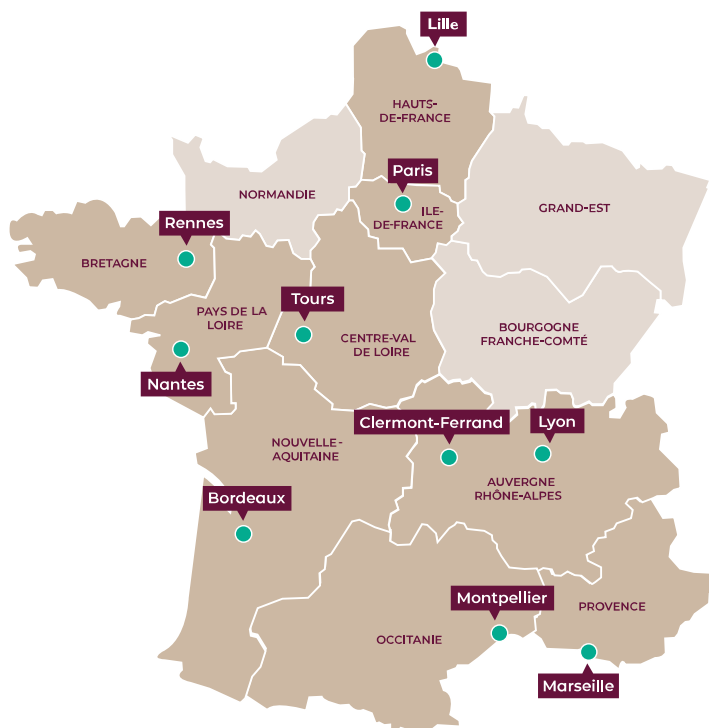 Lille
HAUTS-
DE-FRANCE
Paris
NORMANDIE
ILE-
DE-FRANCE
GRAND-EST
Rennes
BRETAGNE
Tours
PAYS DE LA
LOIRE
CENTRE-VAL
DE LOIRE
BOURGOGNE
FRANCHE-COMTÉ
Nantes
Clermont-Ferrand
Lyon
NOUVELLE-
AQUITAINE
AUVERGNE
RHÔNE-ALPES
Bordeaux
Montpellier
PROVENCE
OCCITANIE
Marseille